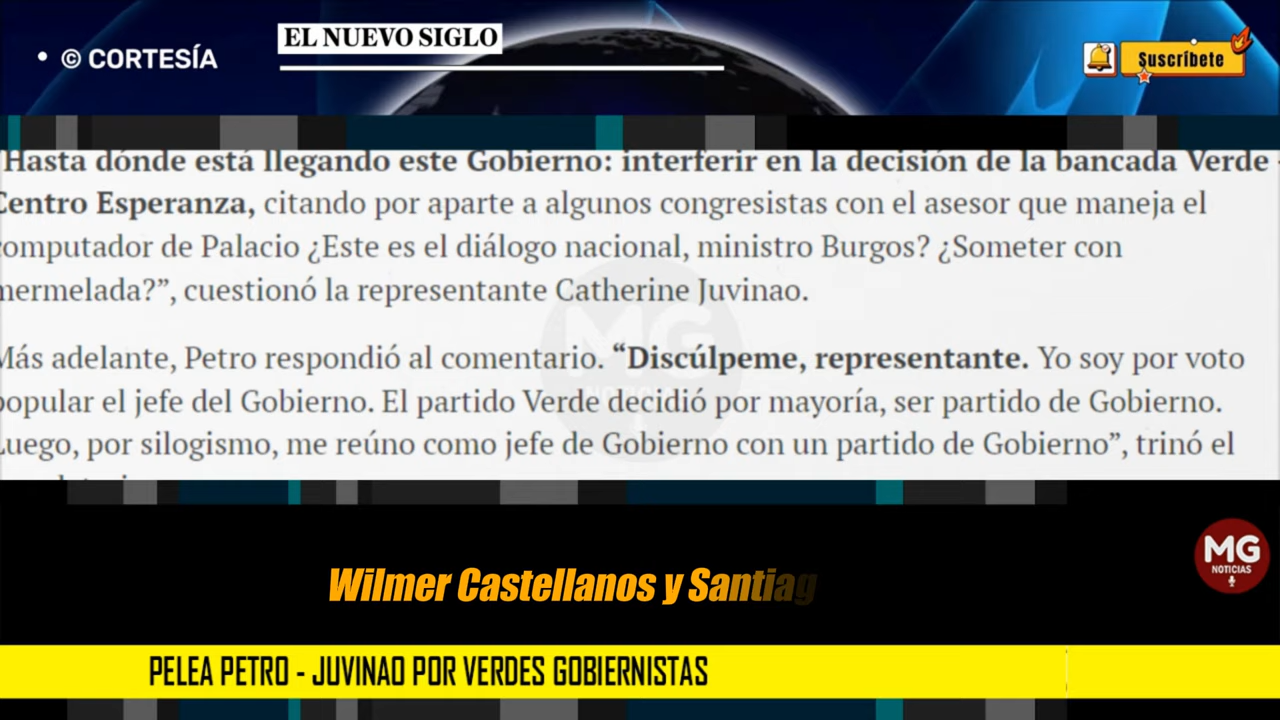 • © CORTESÍA
EL NUEVO SIGLO
Suscríbete
Hasta dónde está llegando este Gobierno: interferir en la decisión de la bancada Verde
Centro Esperanza, citando por aparte a algunos congresistas con el asesor que maneja el
computador de Palacio ¿Este es el diálogo nacional, ministro Burgos? ¿Someter con
mermelada?”, cuestionó la representante Catherine Juvinao.
Más adelante, Petro respondió al comentario. “Discúlpeme, representante. Yo soy por voto
popular el jefe del Gobierno. El partido Verde decidió por mayoría, ser partido de Gobierno.
Luego, por silogismo, me reúno como jefe de Gobierno con un partido de Gobierno”, trinó el
MG
NOTICIAS
Wilmer Castellanos y Santiag
MG
NOTICIAS
PELEA PETRO - JUVINAO POR VERDES GOBIERNISTAS